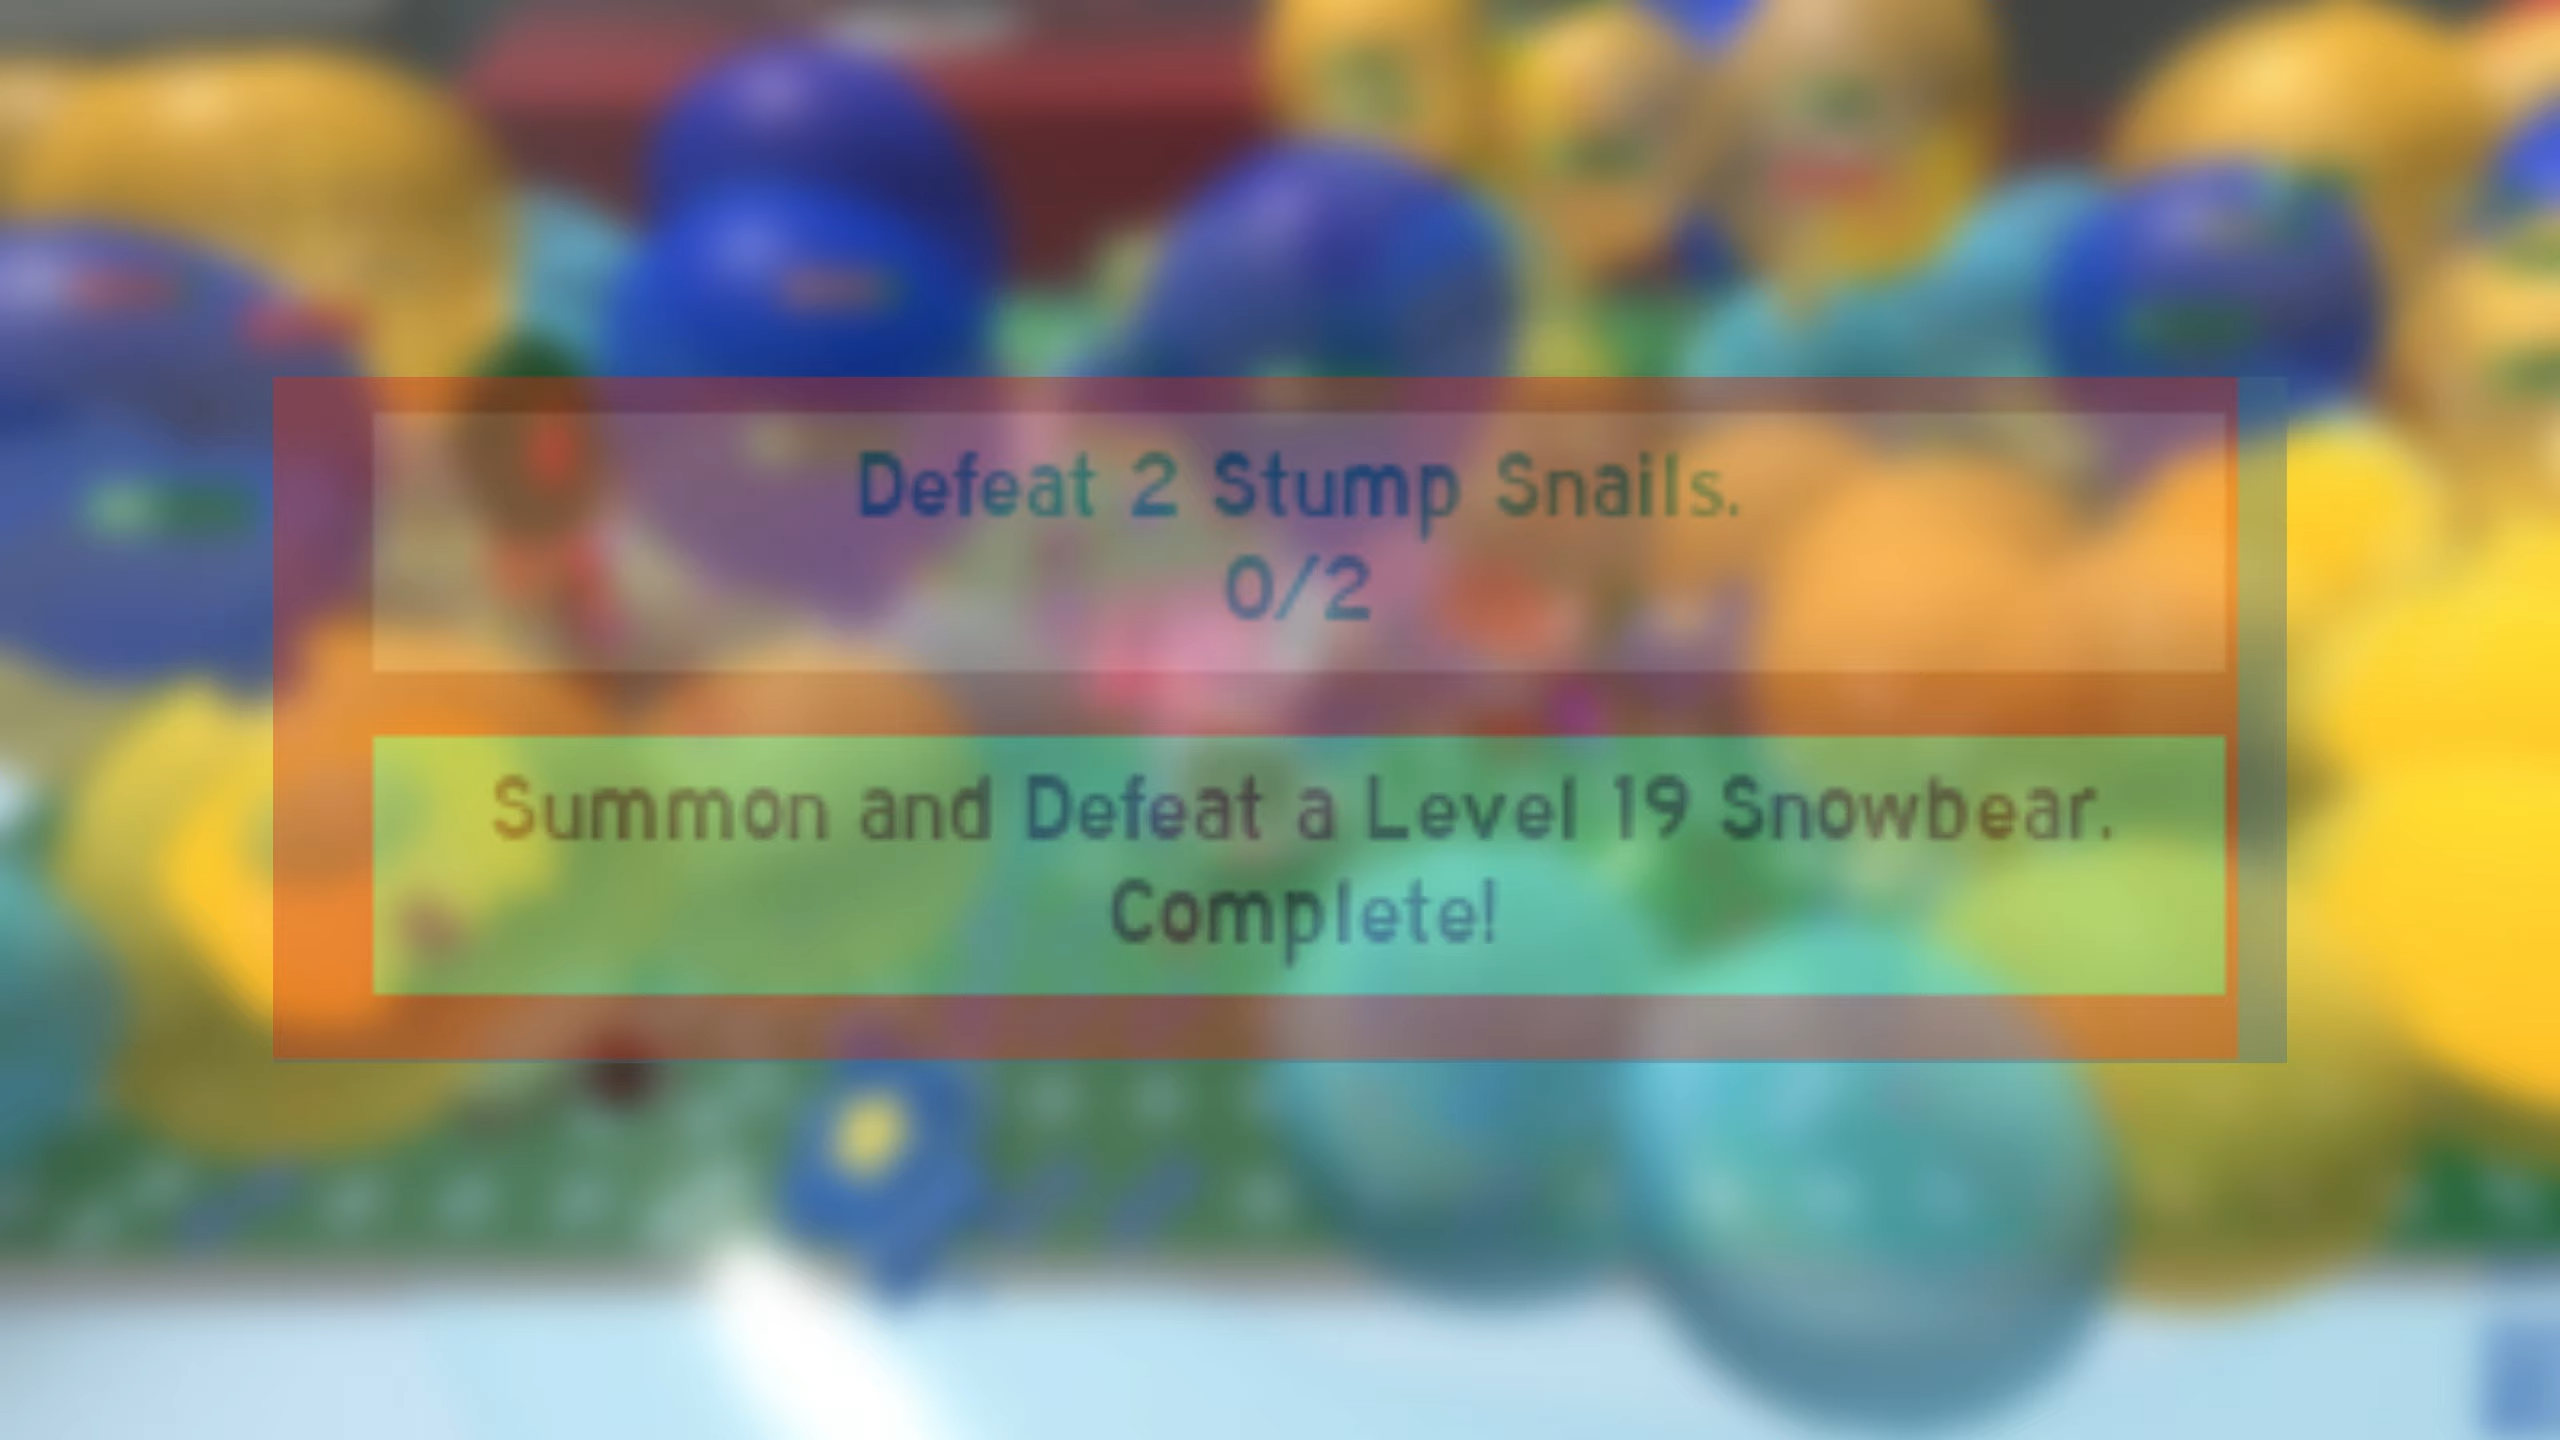 Defeat 2 Stump Snails.
0/2
Summon and Defeat a Level 19 Snowbear.
Complete!